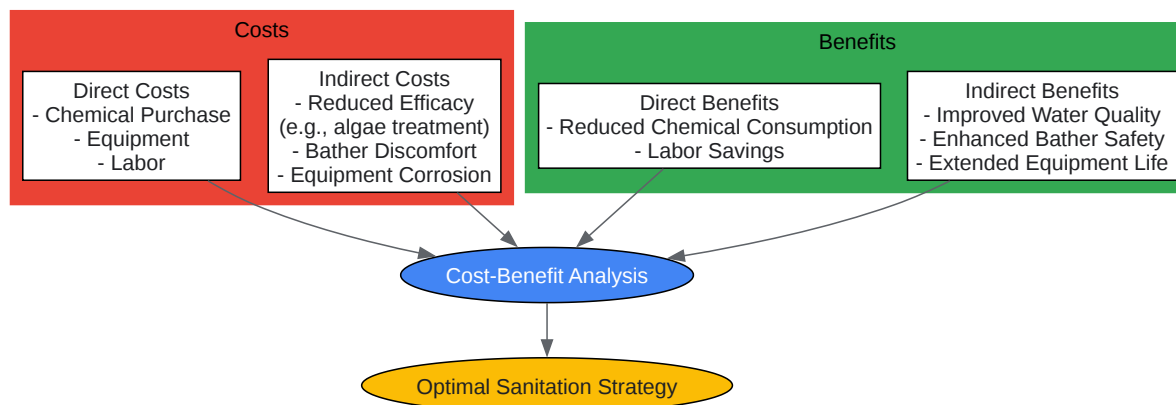 Costs
Direct Costs
- Chemical Purchase
- Equipment
- Labor
Indirect Costs
- Reduced Efficacy
(e.g., algae treatment)
- Bather Discomfort
- Equipment Corrosion
Benefits
Direct Benefits
- Reduced Chemical Consumption
- Labor Savings
Indirect Benefits
- Improved Water Quality
- Enhanced Bather Safety
- Extended Equipment Life
Cost-Benefit Analysis
Optimal Sanitation Strategy